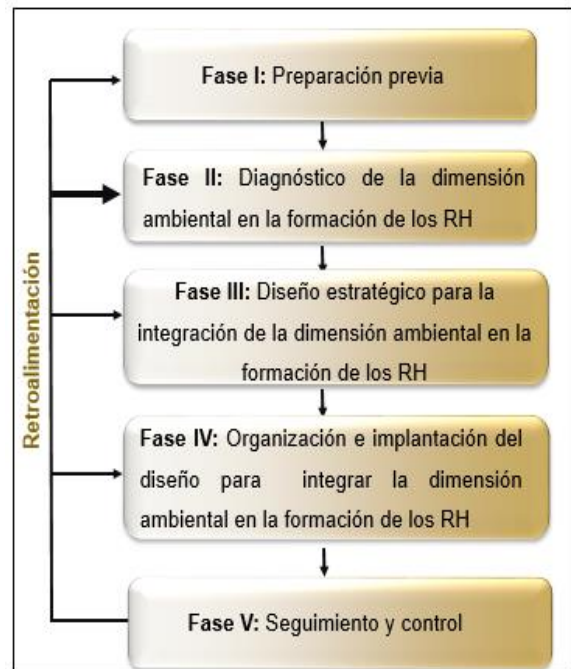 Retroalimentación
Fase I: Preparación previa
Fase II: Diagnóstico de la dimensión
ambiental en la formación de los RH
Fase III: Diseño estratégico para la
integración de la dimensión ambiental en la
formación de los RH
Fase IV: Organización e implantación del
diseño para integrar la dimensión
ambiental en la formación de los RH
Fase V: Seguimiento y control